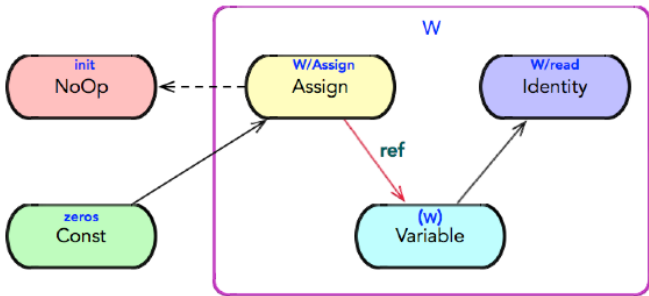 W
init
NoOp
W/Assign
Assign
W/read
Identity
ref
zeros
Const
(w)
Variable